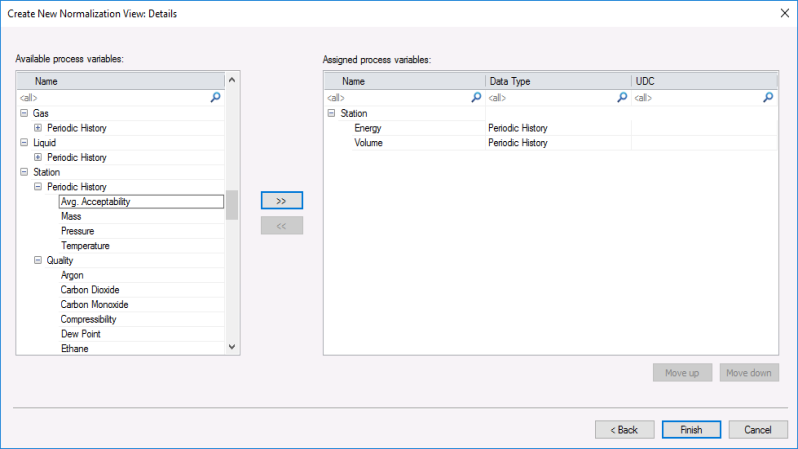 Create New Normalization View: Details
Available process variables:
Name
<all>
Gas
Periodic History
Liquid
Periodic History
Station
Periodic History
Avg. Acceptability
Mass
Pressure
Temperature
Quality
Argon
Carbon Dioxide
Carbon Monoxide
Compressibility
Dew Point
Ethane
>>
<<
Assigned process variables:
Name Data Type UDC
<all> <all> <all>
Station
Energy Periodic History
Volume Periodic History
Move up Move down
< Back Finish Cancel